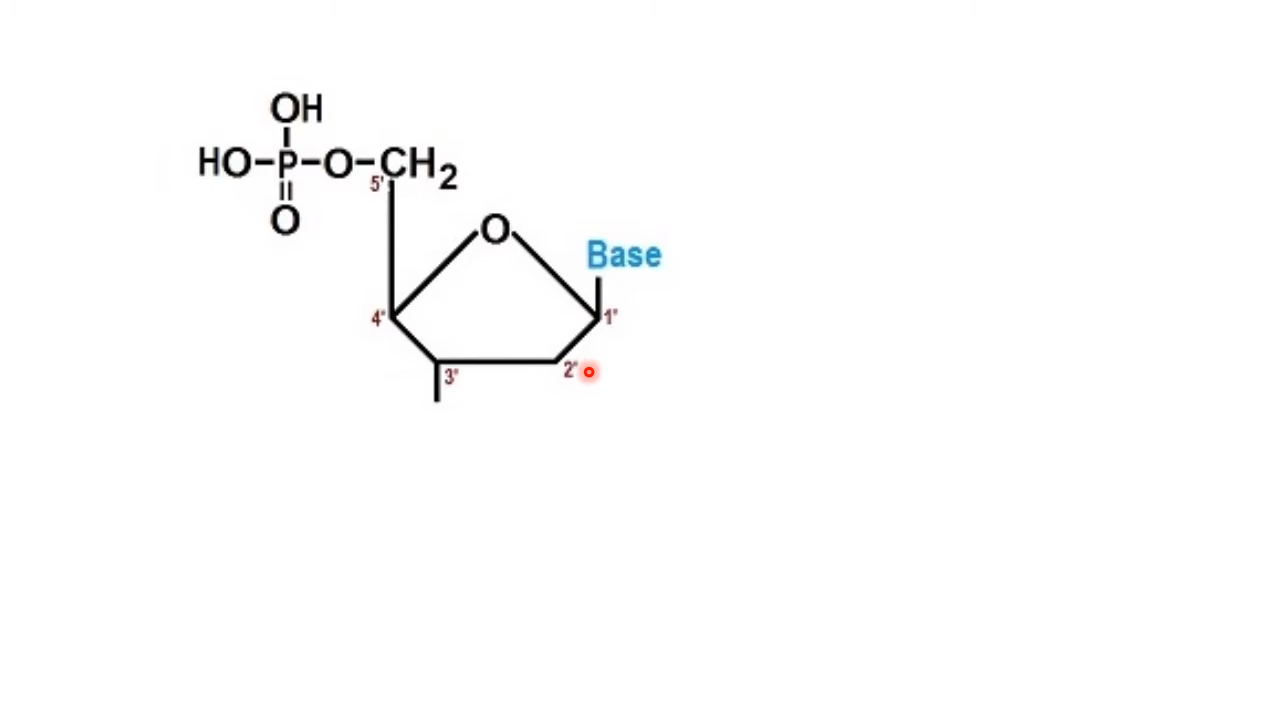 OH
HO-P-O-CH2
5'
O
O
Base
4'
1'
3'
2'